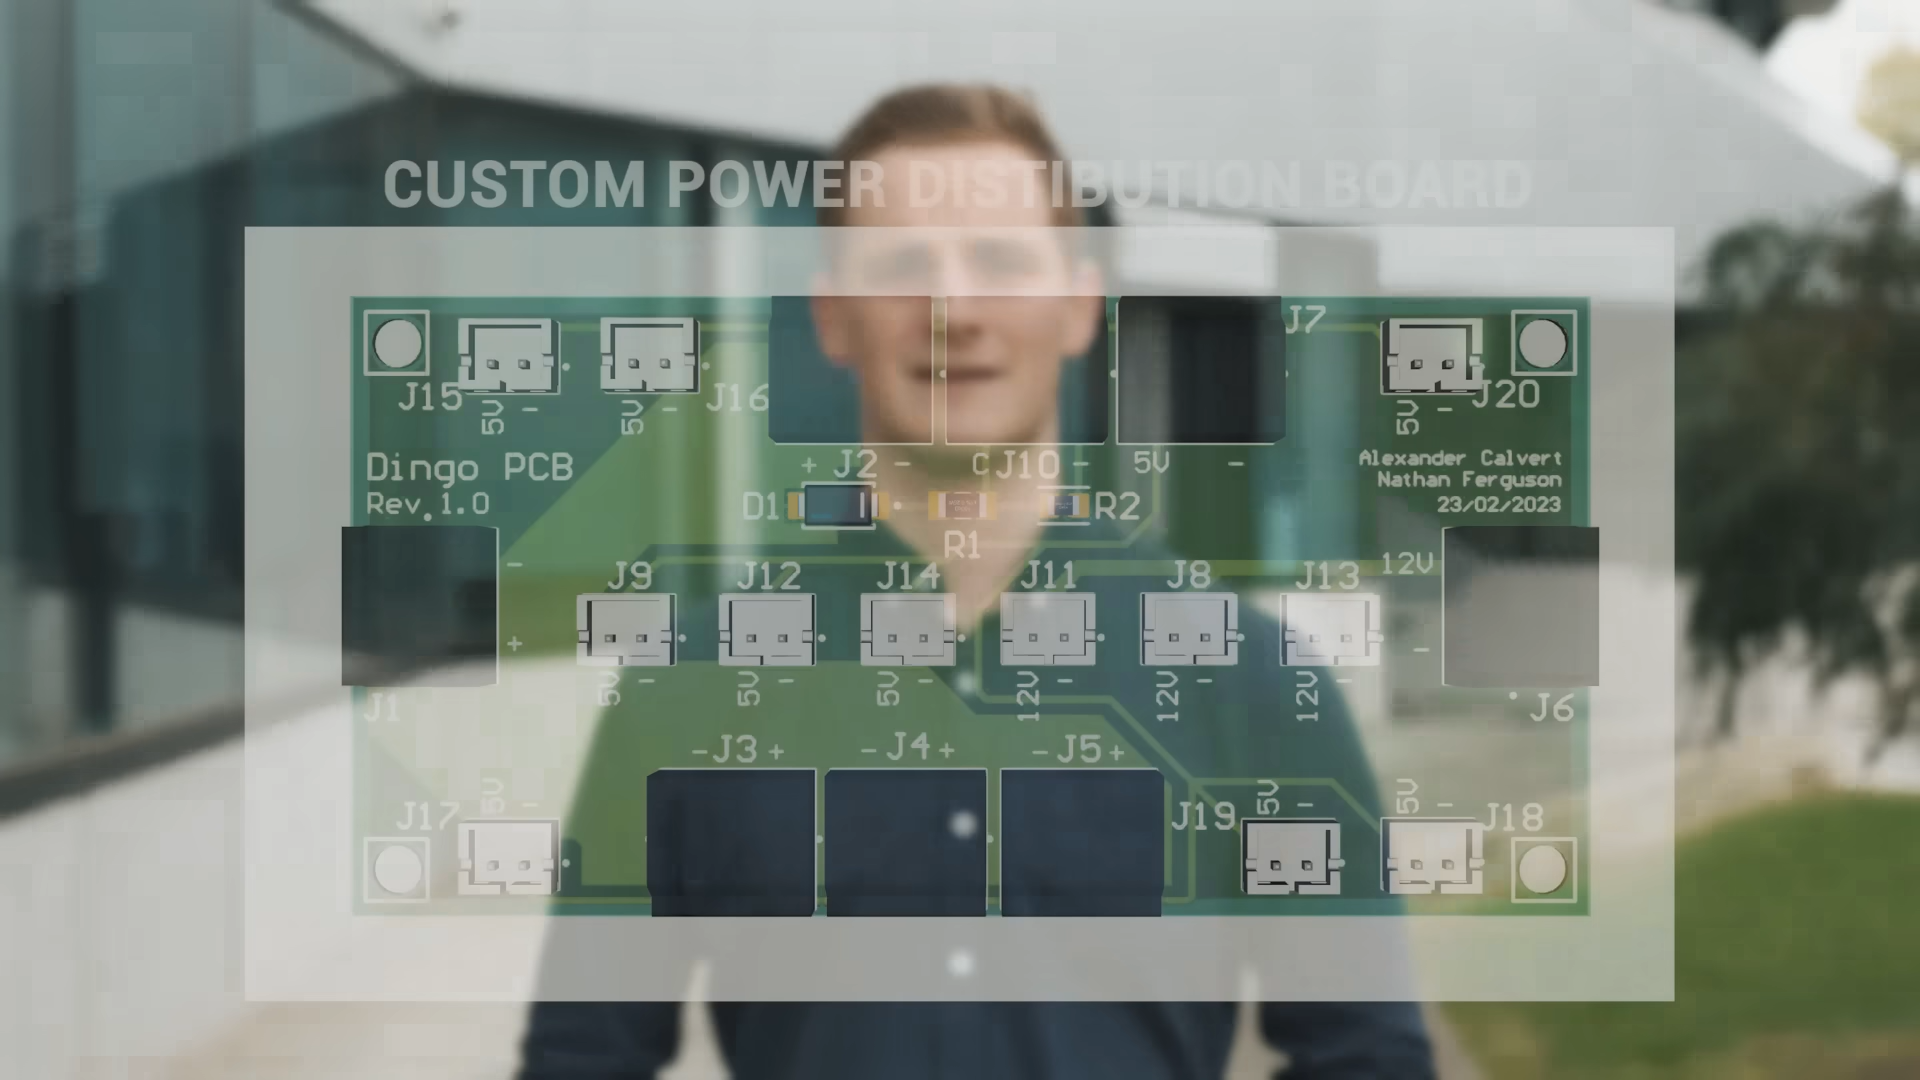 CUSTOM POWER DISTIBUTION BOARD
J7
J15
5V -
5V -
J16
5V -
J20
Dingo PCB
Rev.1.0
+ J2 -
C J10 -
5V -
Alexander Calvert
Nathan Ferguson
23/02/2023
D1
R1
R2
-
+
J1
J9
J12
J14
J11
J8
J13
12V
-
J6
5V -
5V -
5V -
12V -
12V -
12V -
-J3+
-J4+
-J5+
J17
5V -
J19
5V -
5V -
J18